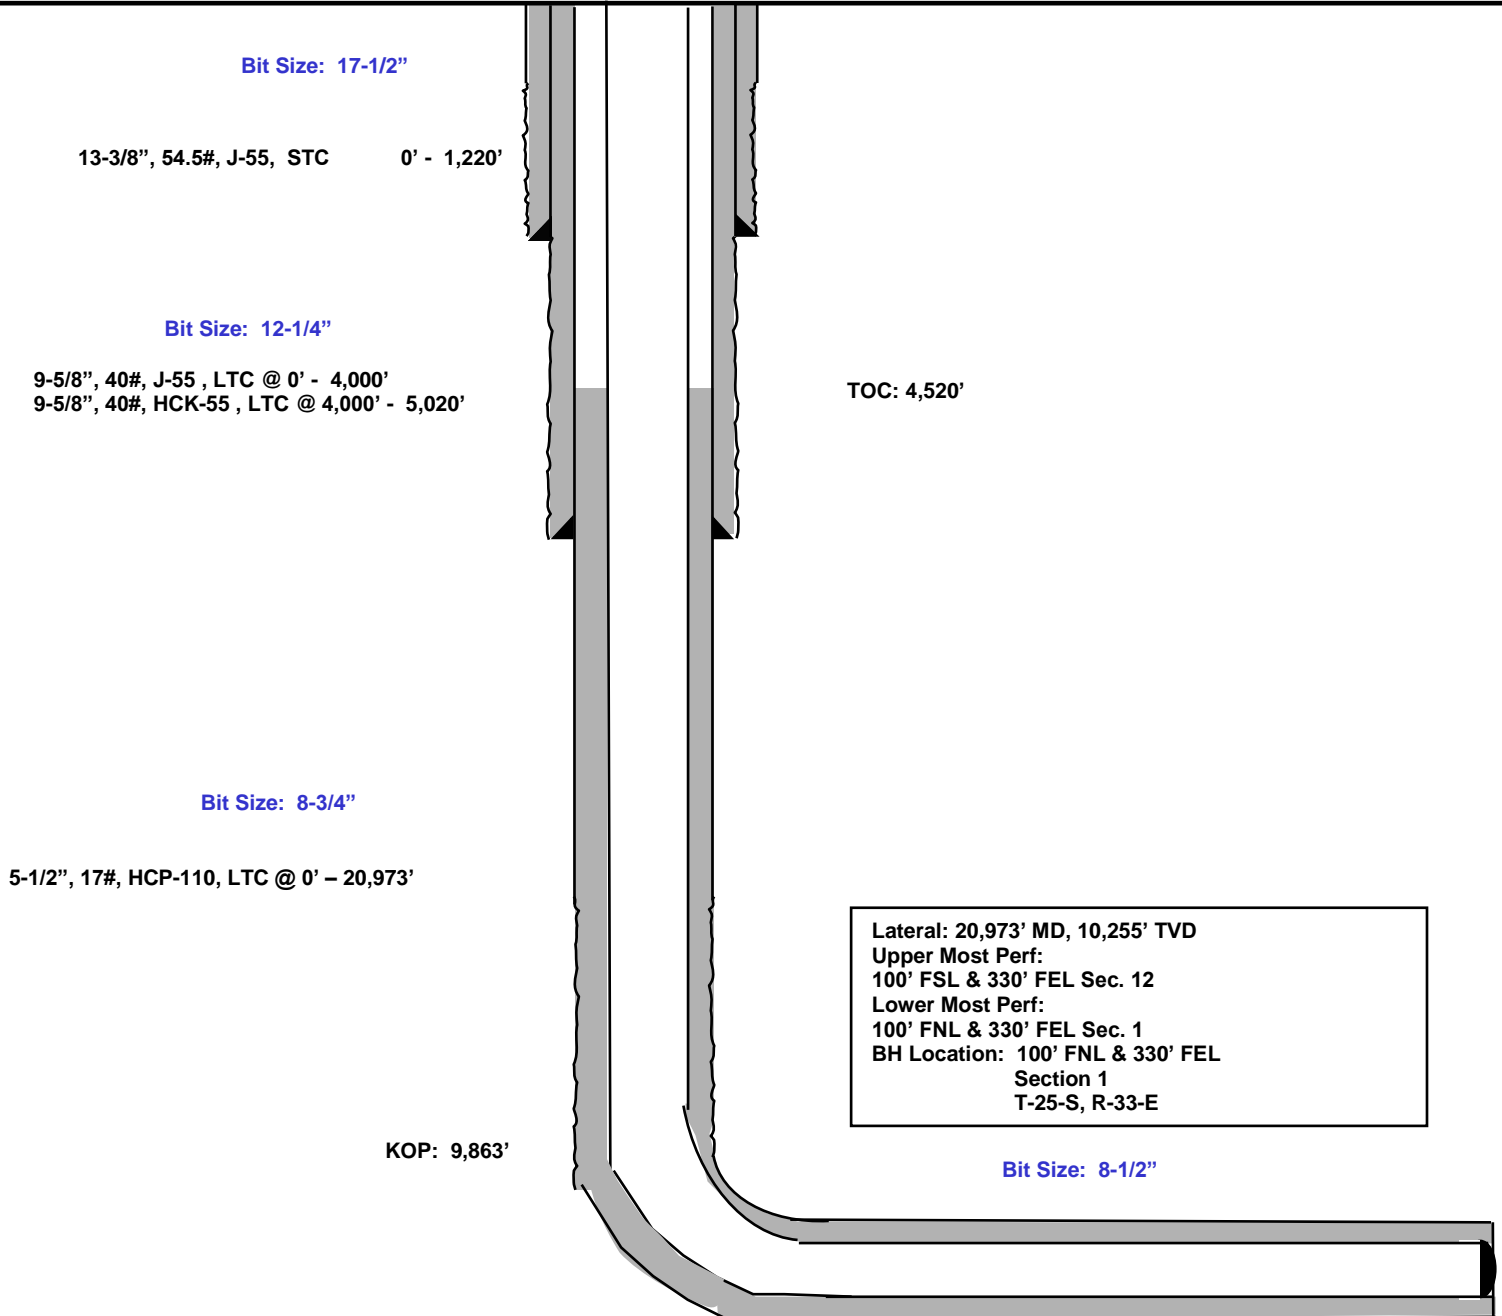 Bit Size: 17-1/2”
13-3/8”, 54.5#, J-55, STC 0’ - 1,220’
Bit Size: 12-1/4”
9-5/8”, 40#, J-55 , LTC @ 0’ - 4,000’
9-5/8”, 40#, HCK-55 , LTC @ 4,000’ - 5,020’
TOC: 4,520’
Bit Size: 8-3/4”
5-1/2”, 17#, HCP-110, LTC @ 0’ – 20,973’
Lateral: 20,973’ MD, 10,255’ TVD
Upper Most Perf:
100’ FSL & 330’ FEL Sec. 12
Lower Most Perf:
100’ FNL & 330’ FEL Sec. 1
BH Location: 100’ FNL & 330’ FEL
Section 1
T-25-S, R-33-E
KOP: 9,863’
Bit Size: 8-1/2”